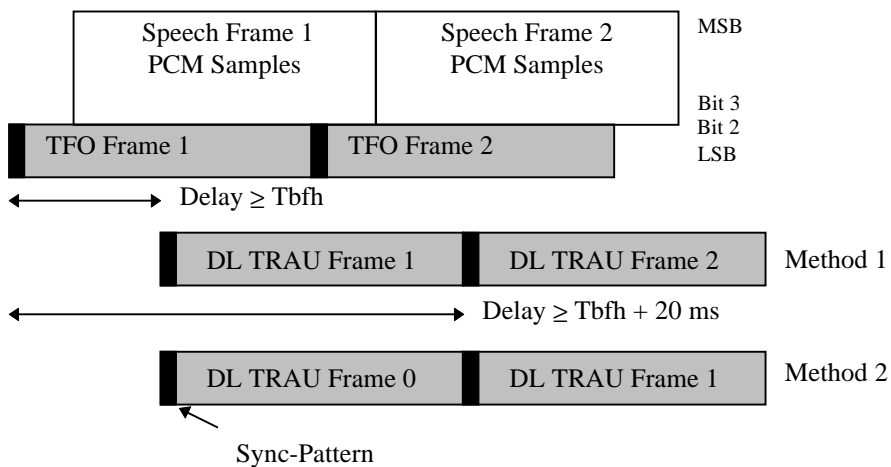 Speech Frame 1
PCM Samples
Speech Frame 2
PCM Samples
MSB
Bit 3
Bit 2
LSB
TFO Frame 1
TFO Frame 2
Delay ≥ Tbfh
DL TRAU Frame 1
DL TRAU Frame 2
Method 1
Delay ≥ Tbfh + 20 ms
DL TRAU Frame 0
DL TRAU Frame 1
Method 2
Sync-Pattern